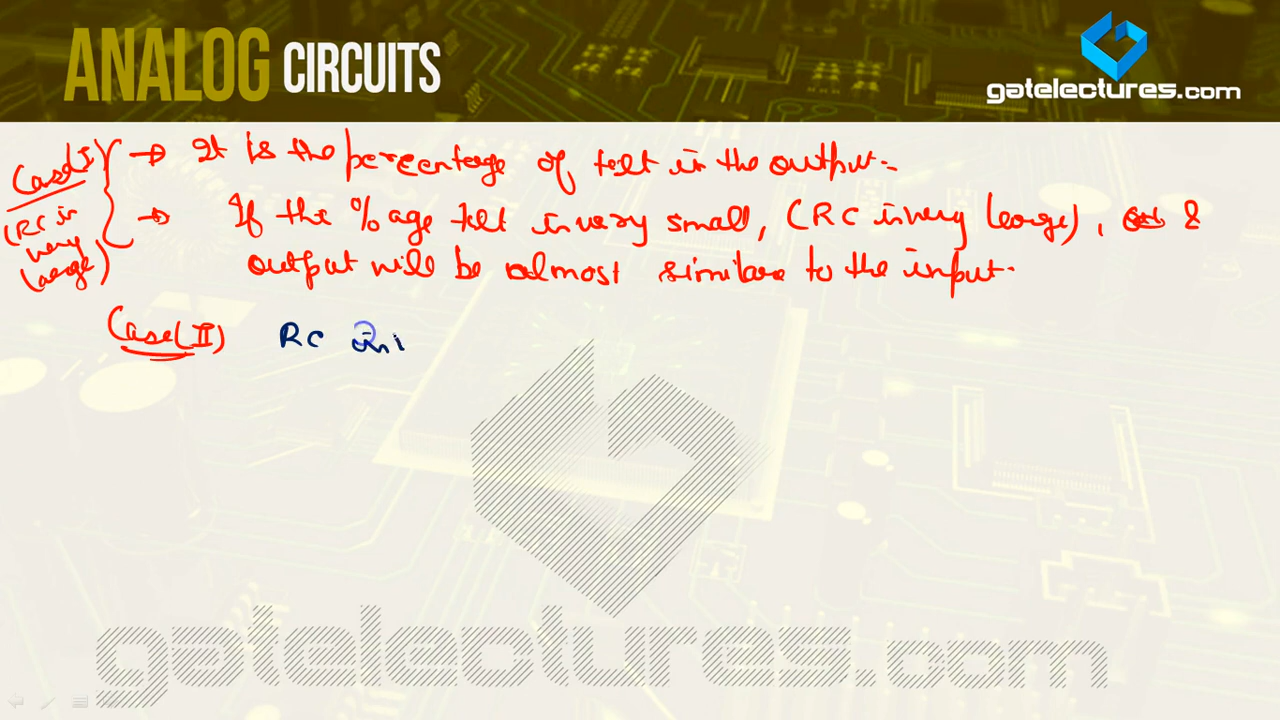 ANALOG CIRCUITS
gatelectures.com
Case(I) → It is the percentage of tilt in the output:-
(RC is very large)
→ If the % age tilt is very small, (RC is very large), &
output will be almost similar to the input.
Case(II) RC
gatelectures.com